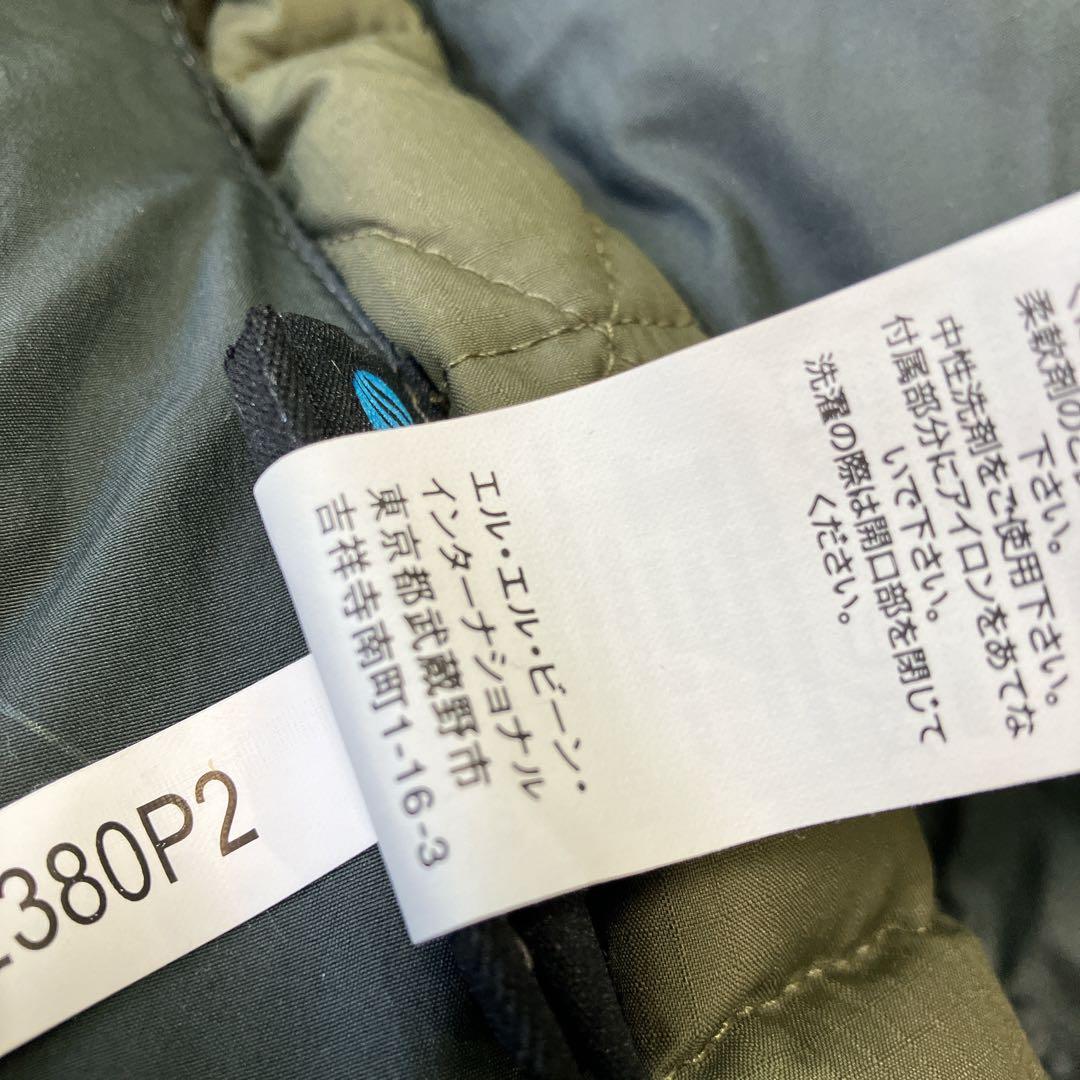 柔軟剤の
下さい。
中性洗剤をご使用下さい。
付属部分にアイロンをあてな
いで下さい。
洗濯の際は開口部を閉じて
ください。
エル・エル・ビーン・
インターナショナル
東京都武蔵野市
吉祥寺南町1-16-3
380P2